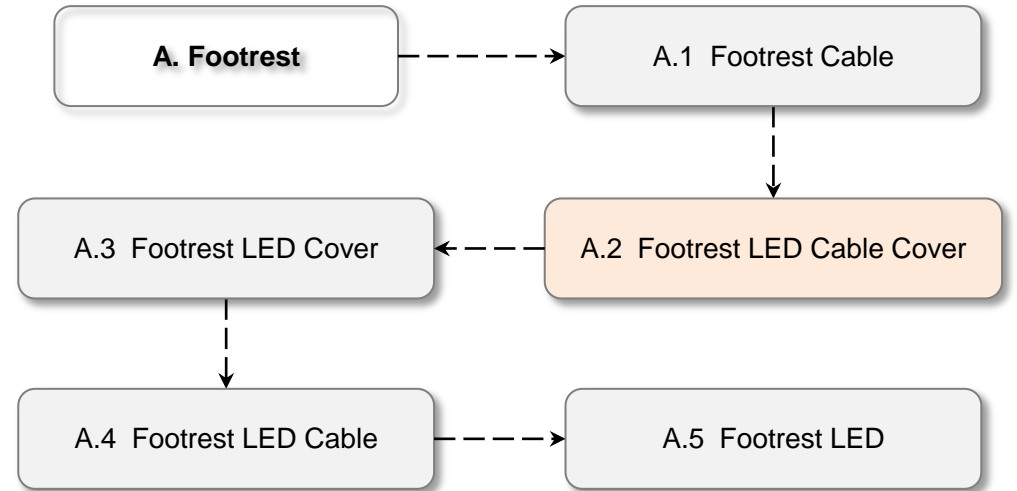 A. Footrest
A.1 Footrest Cable
A.2 Footrest LED Cable Cover
A.3 Footrest LED Cover
A.4 Footrest LED Cable
A.5 Footrest LED